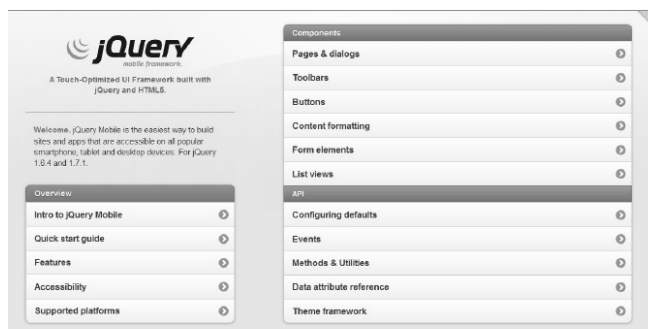 jQuery
mobile framework.
A Touch-Optimized UI Framework built with
jQuery and HTML5.
Welcome. jQuery Mobile is the easiest way to build
sites and apps that are accessible on all popular
smartphone, tablet and desktop devices. For jQuery
1.6.4 and 1.7.1.
Overview
Intro to jQuery Mobile
Quick start guide
Features
Accessibility
Supported platforms
Components
Pages & dialogs
Toolbars
Buttons
Content formatting
Form elements
List views
API
Configuring defaults
Events
Methods & Utilities
Data attribute reference
Theme framework